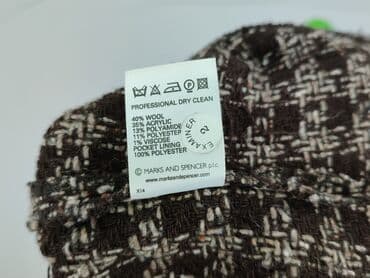 PROFESSIONAL DRY CLEAN
40% WOOL
35% ACRYLIC
13% POLYAMIDE
11% POLYESTER
1% VISCOSE
POCKET LINING
100% POLYESTER
EXAMINER
© MARKS AND SPENCER plc
www.marksandspencer.com
X14